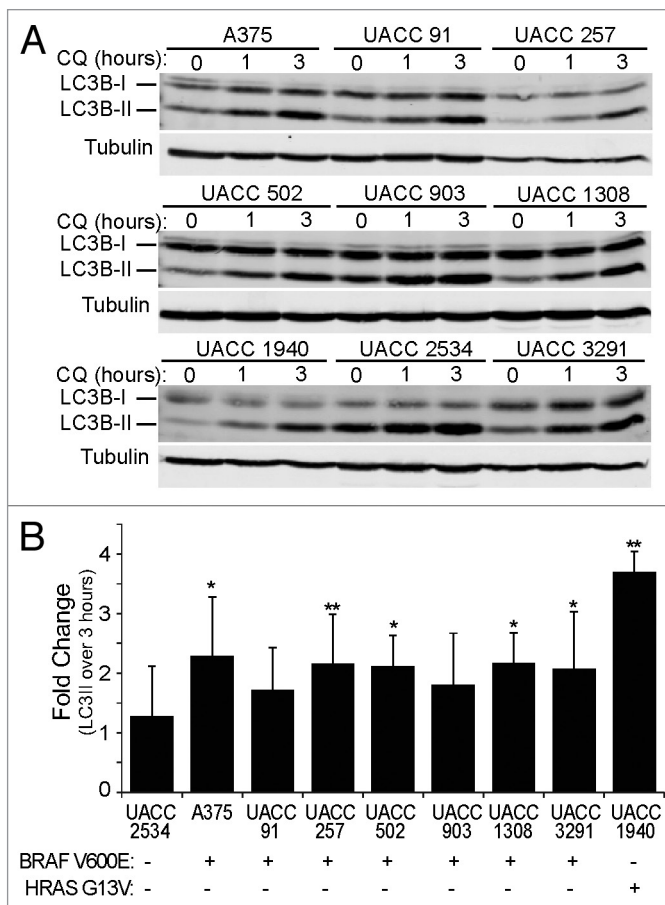 A
A375 UACC 91 UACC 257
CQ (hours): 0 1 3 0 1 3 0 1 3
LC3B-I
LC3B-II
Tubulin
UACC 502 UACC 903 UACC 1308
CQ (hours): 0 1 3 0 1 3 0 1 3
LC3B-I
LC3B-II
Tubulin
UACC 1940 UACC 2534 UACC 3291
CQ (hours): 0 1 3 0 1 3 0 1 3
LC3B-I
LC3B-II
Tubulin
B
Fold Change
(LC3II over 3 hours)
4
3
2
1
0
* ** * * * **
UACC 2534 A375 UACC 91 UACC 257 UACC 502 UACC 903 UACC 1308 UACC 3291 UACC 1940
BRAF V600E: - + + + + + + + -
HRAS G13V: - - - - - - - - +